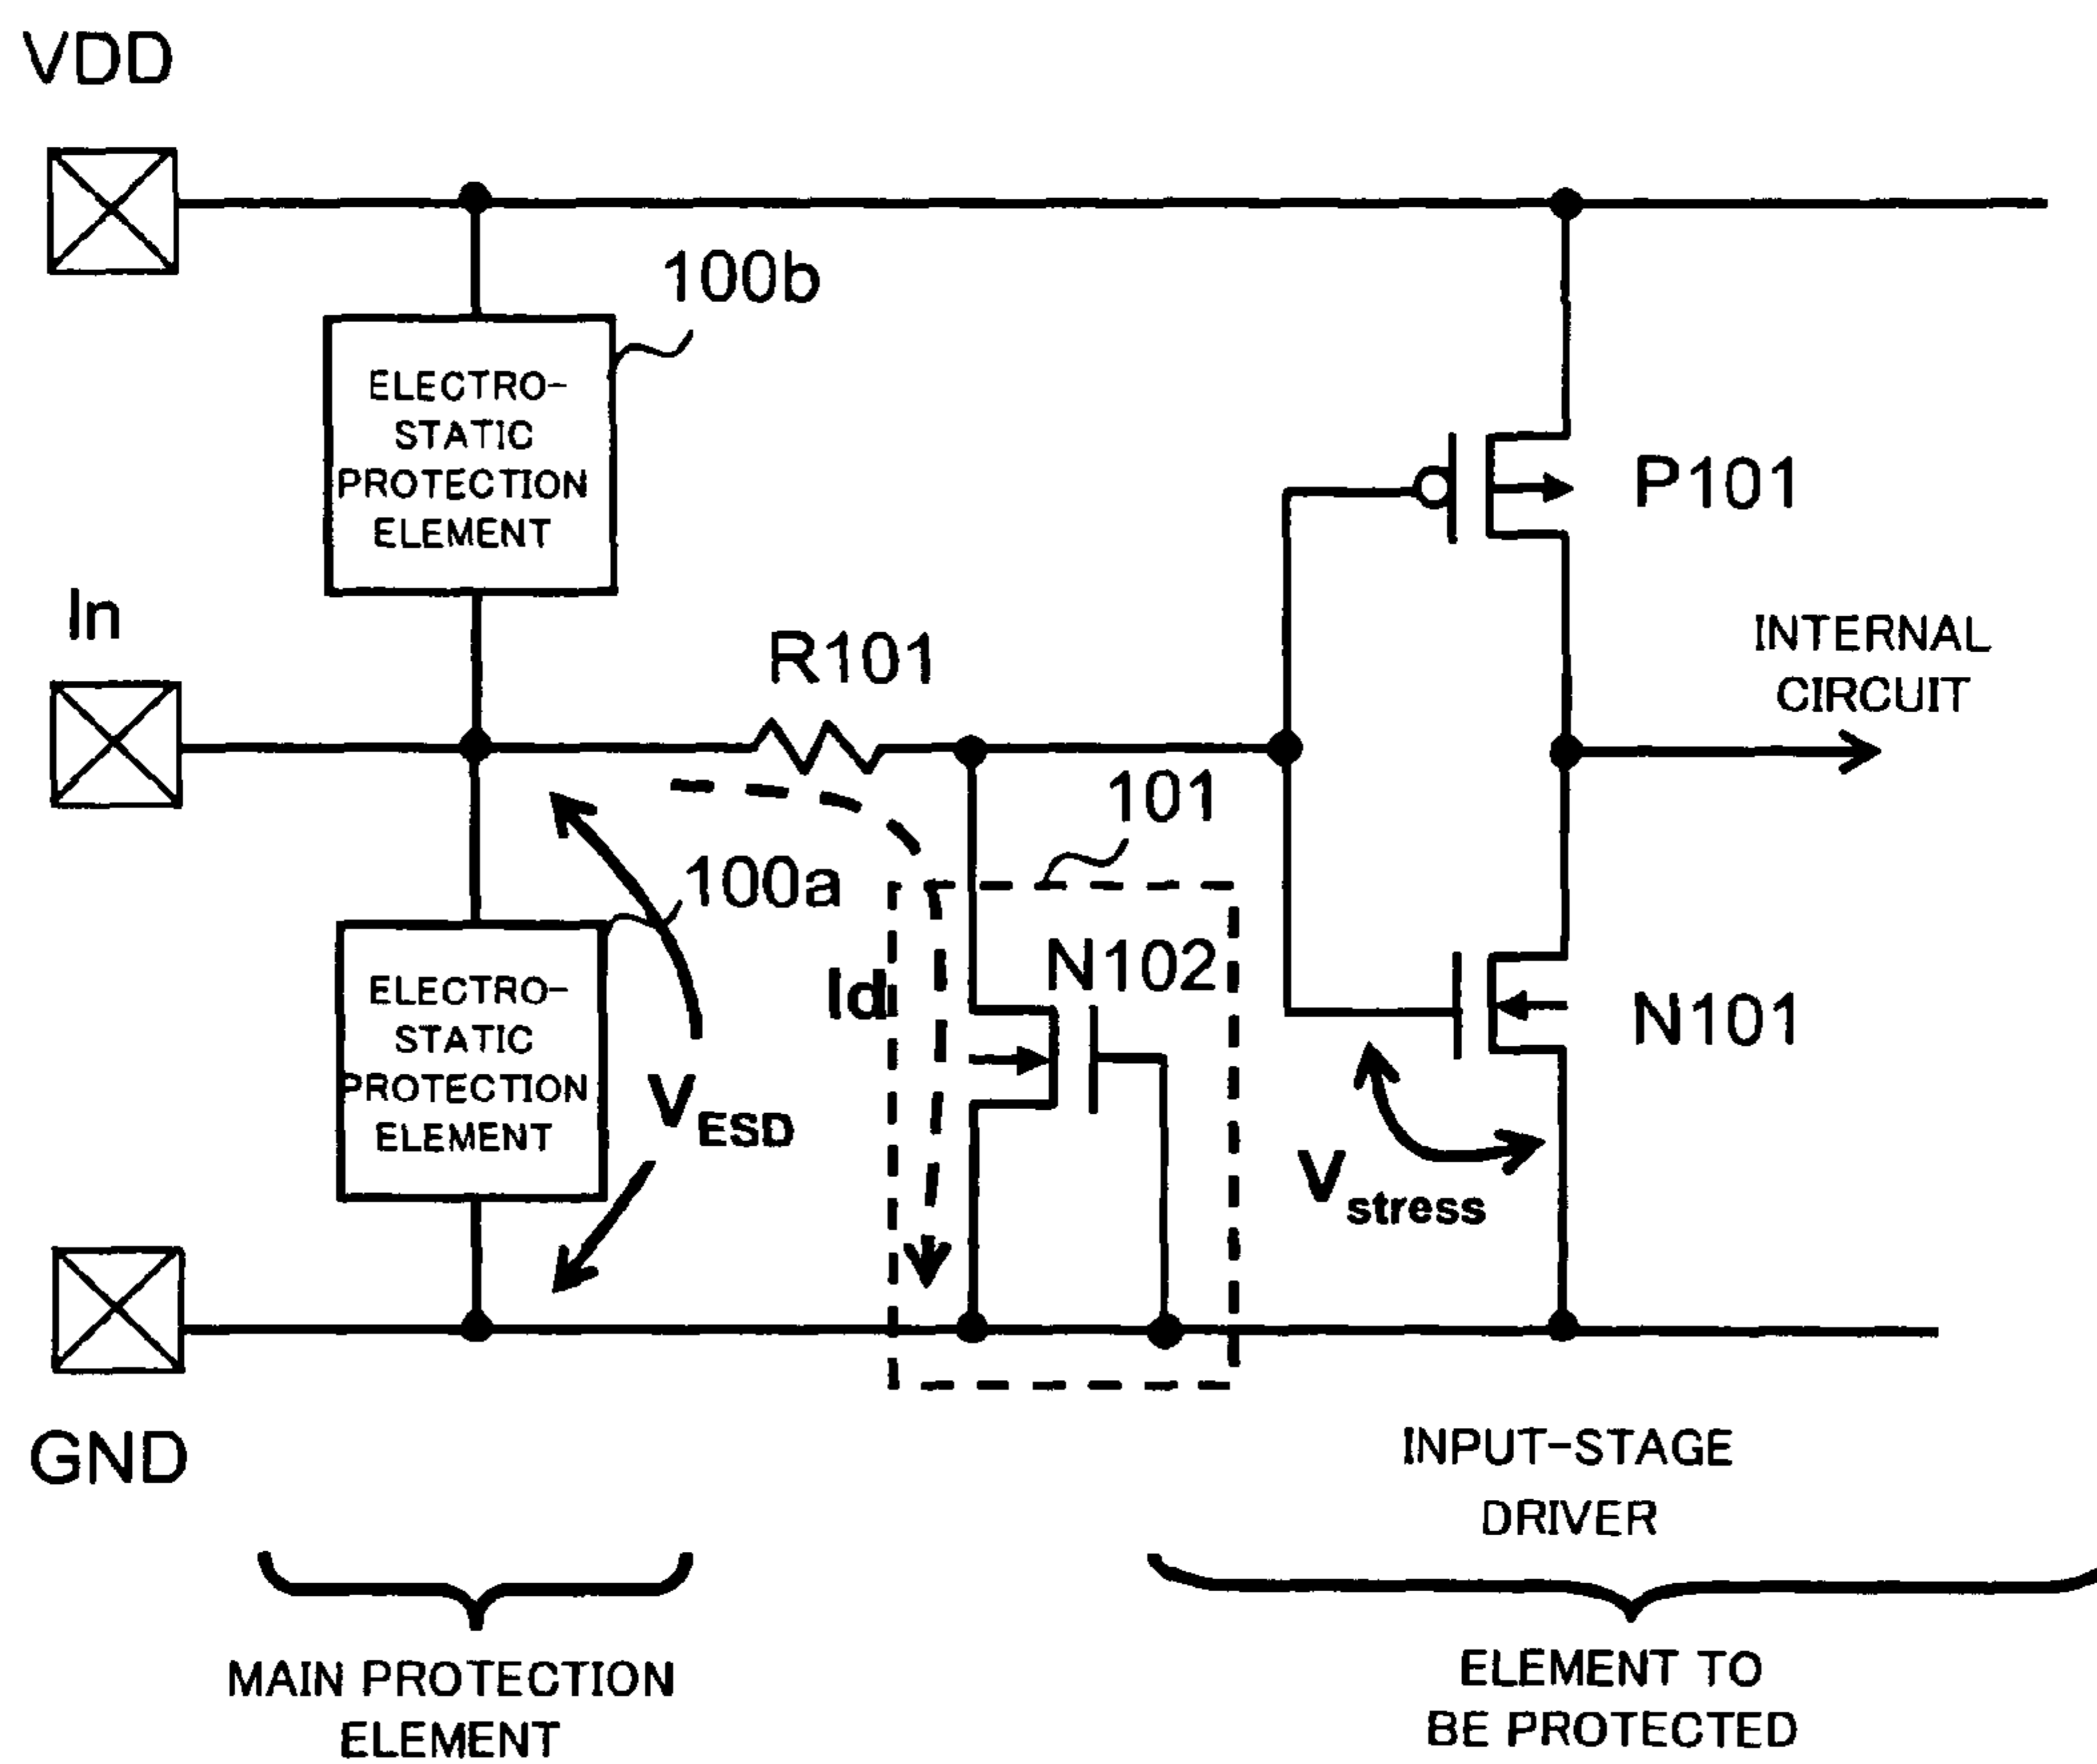 VDD
100b
ELECTRO-
STATIC
PROTECTION
ELEMENT
P101
In
R101
INTERNAL
CIRCUIT
101
100a
ELECTRO-
STATIC
PROTECTION
ELEMENT
Id
N102
N101
VESD
Vstress
GND
INPUT-STAGE
DRIVER
MAIN PROTECTION
ELEMENT
ELEMENT TO
BE PROTECTED